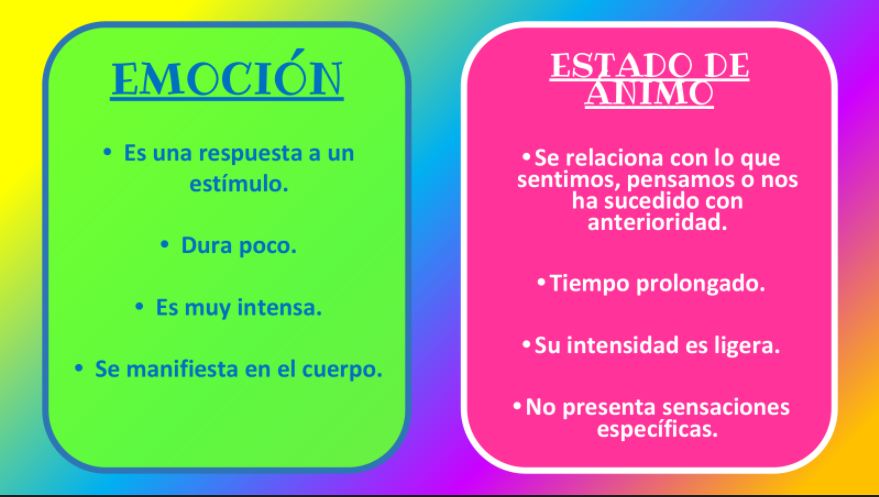 EMOCIÓN
• Es una respuesta a un
estímulo.
• Dura poco.
• Es muy intensa.
• Se manifiesta en el cuerpo.
ESTADO DE
ÁNIMO
• Se relaciona con lo que
sentimos, pensamos o nos
ha sucedido con
anterioridad.
• Tiempo prolongado.
• Su intensidad es ligera.
• No presenta sensaciones
específicas.